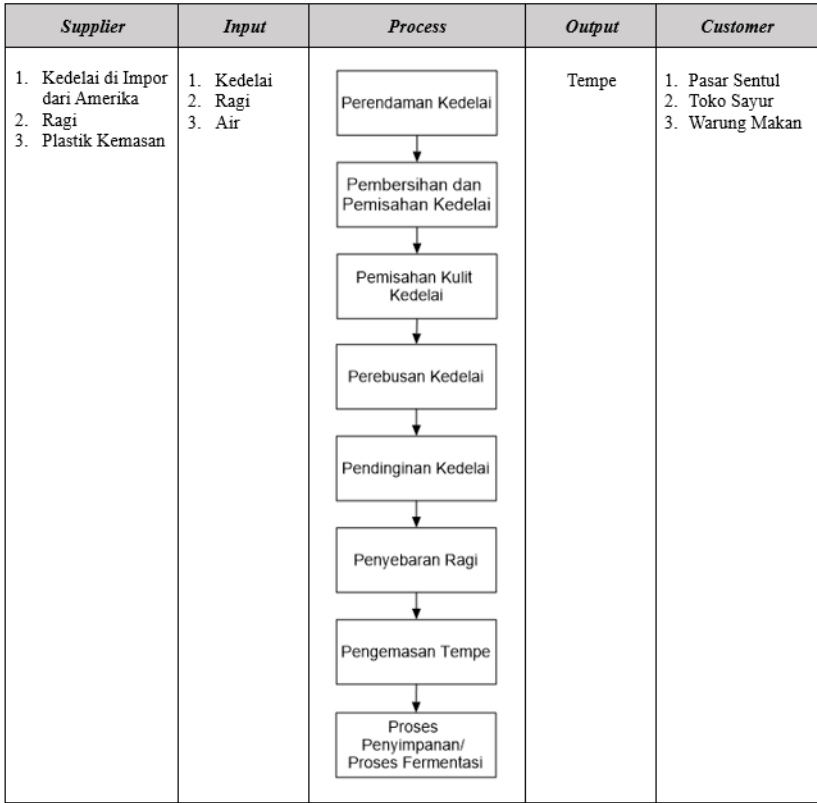 Supplier
Input
Process
Output
Customer
1. Kedelai di Impor
dari Amerika
2. Ragi
3. Plastik Kemasan
1. Kedelai
2. Ragi
3. Air
Perendaman Kedelai
Pembersihan dan
Pemisahan Kedelai
Pemisahan Kulit
Kedelai
Perebusan Kedelai
Pendinginan Kedelai
Penyebaran Ragi
Pengemasan Tempe
Proses
Penyimpanan/
Proses Fermentasi
Tempe
1. Pasar Sentul
2. Toko Sayur
3. Warung Makan